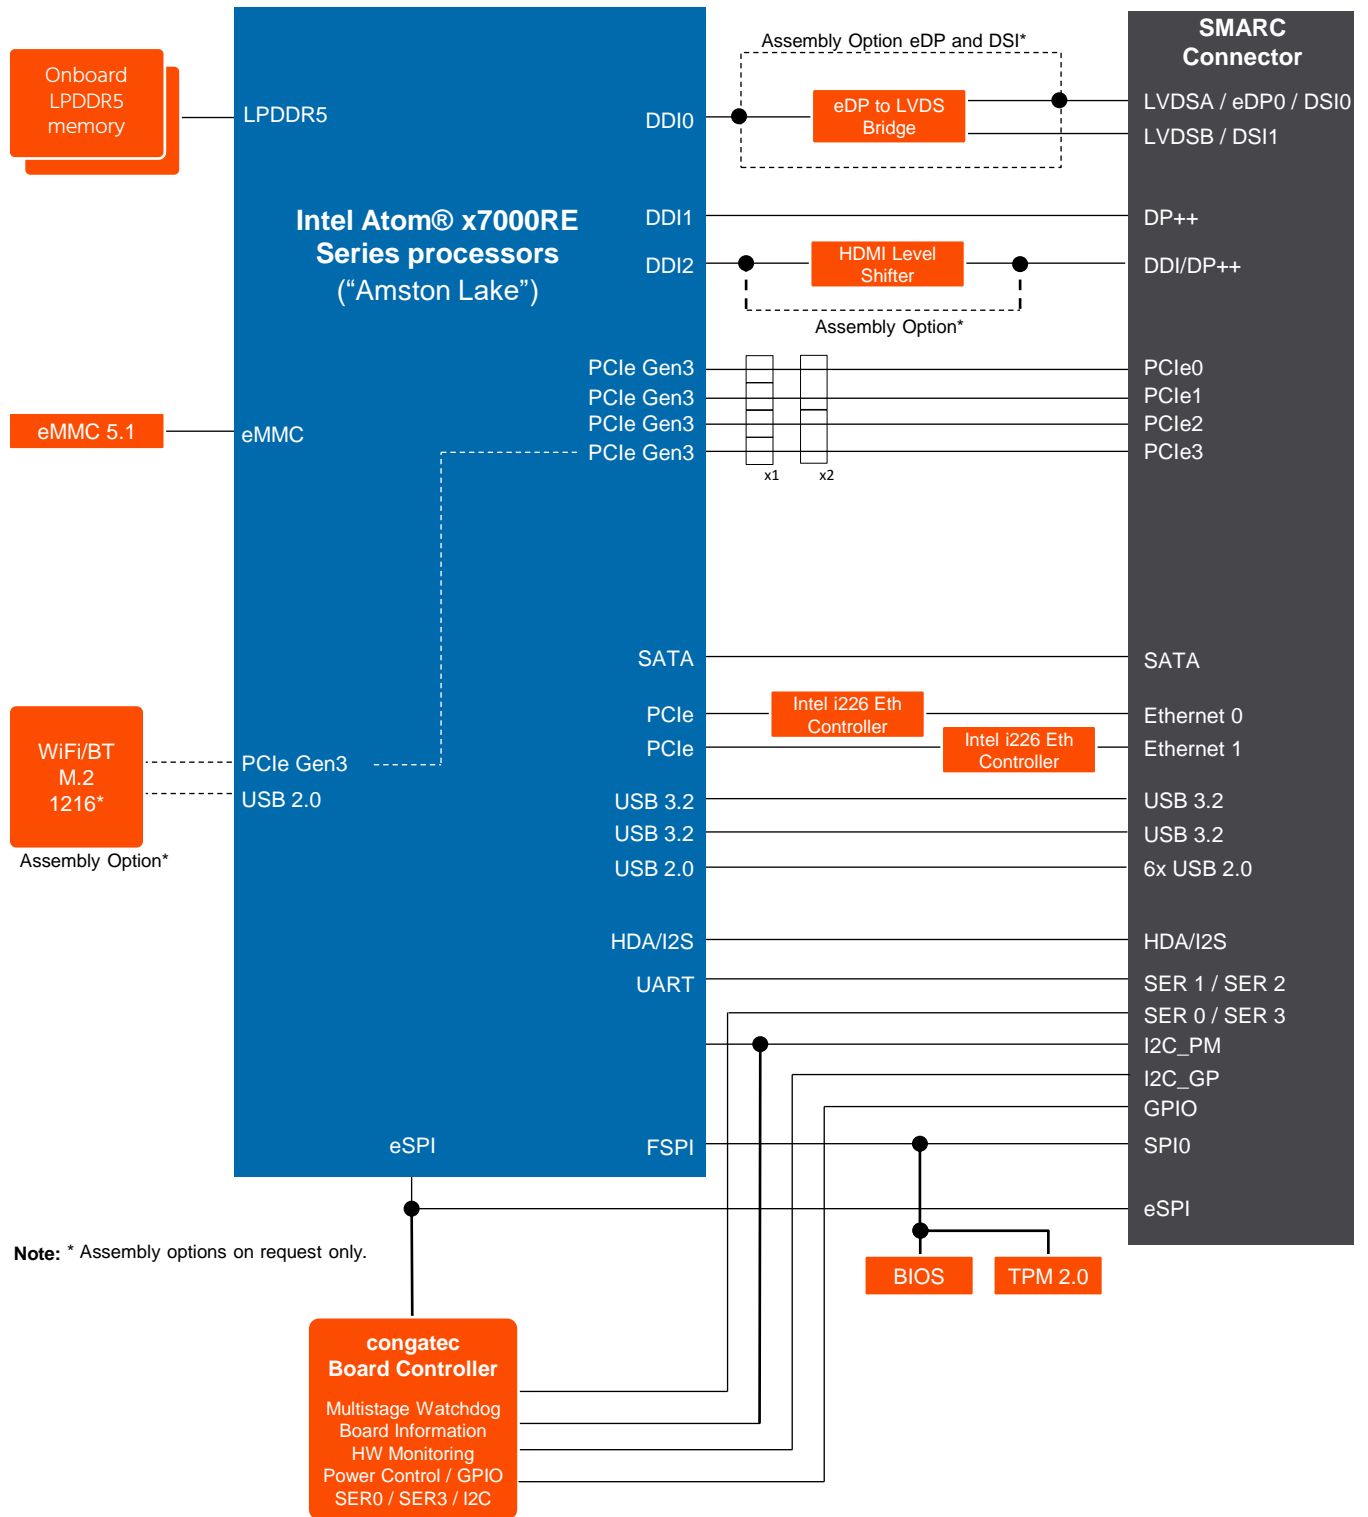 Onboard
LPDDR5
memory
LPDDR5
Intel Atom® x7000RE
Series processors
(“Amston Lake”)
eMMC 5.1
eMMC
WiFi/BT
M.2
1216*
Assembly Option*
PCIe Gen3
USB 2.0
DDI0
DDI1
DDI2
PCIe Gen3
PCIe Gen3
PCIe Gen3
PCIe Gen3
SATA
PCIe
PCIe
USB 3.2
USB 3.2
USB 2.0
HDA/I2S
UART
eSPI
FSPI
Assembly Option eDP and DSI*
eDP to LVDS
Bridge
HDMI Level
Shifter
Assembly Option*
x1
x2
Intel i226 Eth
Controller
Intel i226 Eth
Controller
SMARC
Connector
LVDSA / eDP0 / DSI0
LVDSB / DSI1
DP++
DDI/DP++
PCIe0
PCIe1
PCIe2
PCIe3
SATA
Ethernet 0
Ethernet 1
USB 3.2
USB 3.2
6x USB 2.0
HDA/I2S
SER 1 / SER 2
SER 0 / SER 3
I2C_PM
I2C_GP
GPIO
SPI0
eSPI
Note: * Assembly options on request only.
BIOS
TPM 2.0
congatec
Board Controller
Multistage Watchdog
Board Information
HW Monitoring
Power Control / GPIO
SER0 / SER3 / I2C